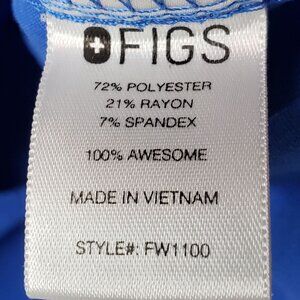 FIGS
72% POLYESTER
21% RAYON
7% SPANDEX
100% AWESOME
MADE IN VIETNAM
STYLE#: FW1100